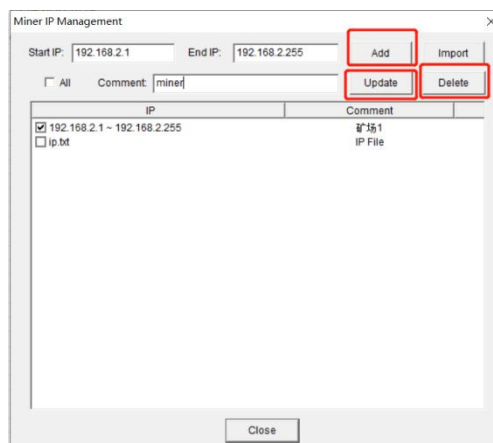 Miner IP Management
Start IP: 192.168.2.1 End IP: 192.168.2.255 Add Import
All Comment: miner Update Delete
IP Comment
192.168.2.1 ~ 192.168.2.255 矿场1
ip.txt IP File
Close